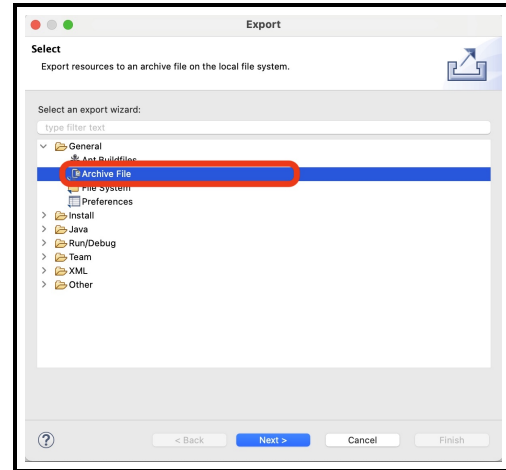 Export
Select
Export resources to an archive file on the local file system.
Select an export wizard:
type filter text
General
Ant Buildfiles
Archive File
File System
Preferences
Install
Java
Run/Debug
Team
XML
Other
?
< Back Next > Cancel Finish